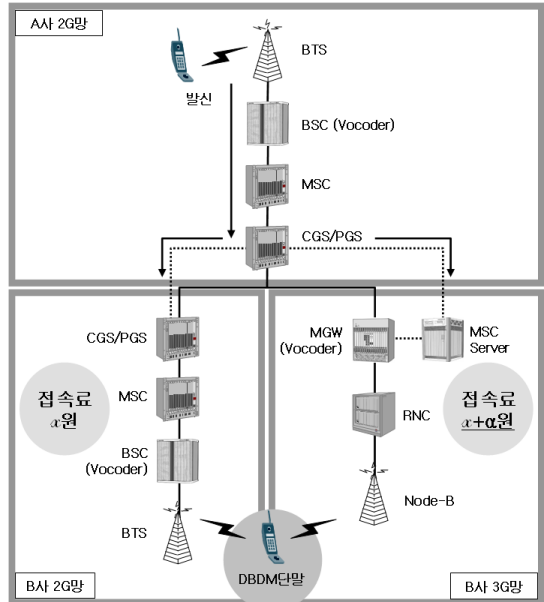 A사 2G망
BTS
발신
BSC (Vocoder)
MSC
CGS/PGS
CGS/PGS
MGW
(Vocoder)
MSC
Server
접속료
x원
MSC
접속료
x+α원
RNC
BSC
(Vocoder)
Node-B
BTS
DBDM단말
B사 2G망
B사 3G망